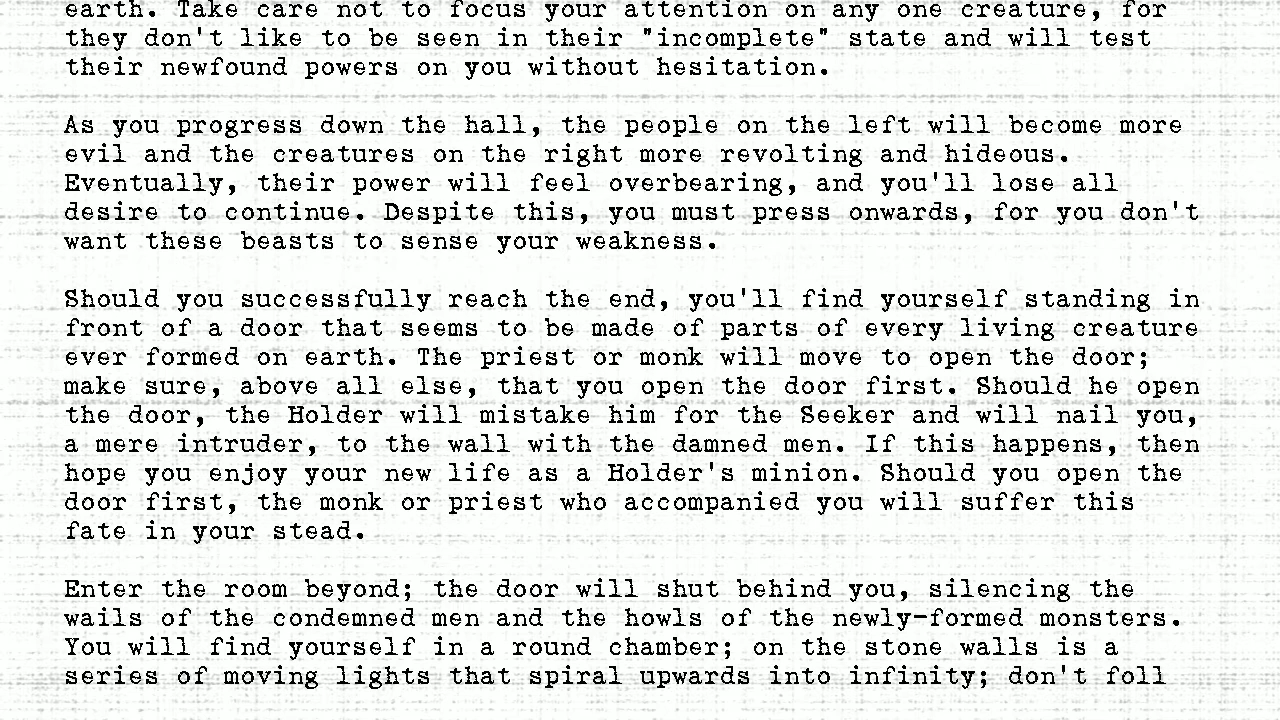 earth. Take care not to focus your attention on any one creature, for
they don't like to be seen in their "incomplete" state and will test
their newfound powers on you without hesitation.
As you progress down the hall, the people on the left will become more
evil and the creatures on the right more revolting and hideous.
Eventually, their power will feel overbearing, and you'll lose all
desire to continue. Despite this, you must press onwards, for you don't
want these beasts to sense your weakness.
Should you successfully reach the end, you'll find yourself standing in
front of a door that seems to be made of parts of every living creature
ever formed on earth. The priest or monk will move to open the door;
make sure, above all else, that you open the door first. Should he open
the door, the Holder will mistake him for the Seeker and will nail you,
a mere intruder, to the wall with the damned men. If this happens, then
hope you enjoy your new life as a Holder's minion. Should you open the
door first, the monk or priest who accompanied you will suffer this
fate in your stead.
Enter the room beyond; the door will shut behind you, silencing the
wails of the condemned men and the howls of the newly-formed monsters.
You will find yourself in a round chamber; on the stone walls is a
series of moving lights that spiral upwards into infinity; don't foll